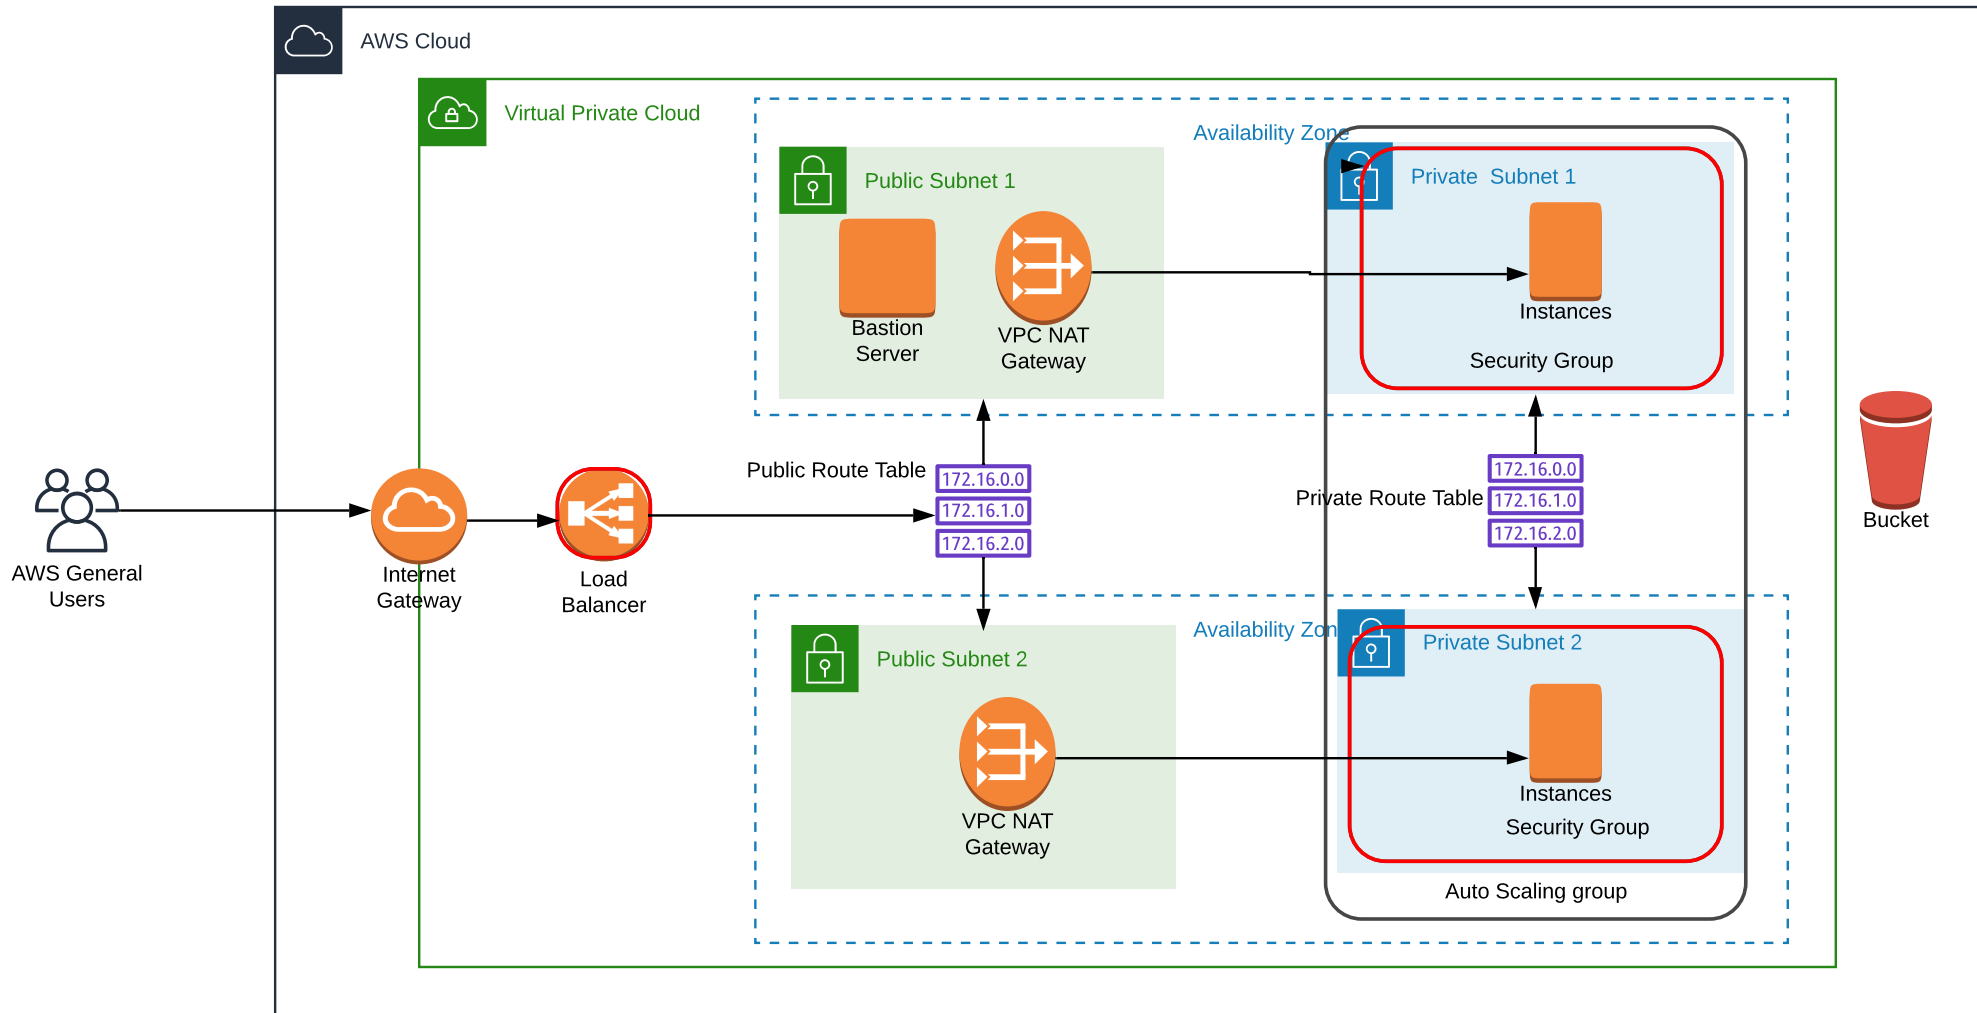 AWS Cloud
Virtual Private Cloud
Availability Zone
Public Subnet 1
Private  Subnet 1
Bastion
Server
VPC NAT
Gateway
Instances
Security Group
Public Route Table
172.16.0.0
172.16.1.0
172.16.2.0
Private Route Table
172.16.0.0
172.16.1.0
172.16.2.0
Bucket
AWS General
Users
Internet
Gateway
Load
Balancer
Availability Zon
Public Subnet 2
Private Subnet 2
VPC NAT
Gateway
Instances
Security Group
Auto Scaling group